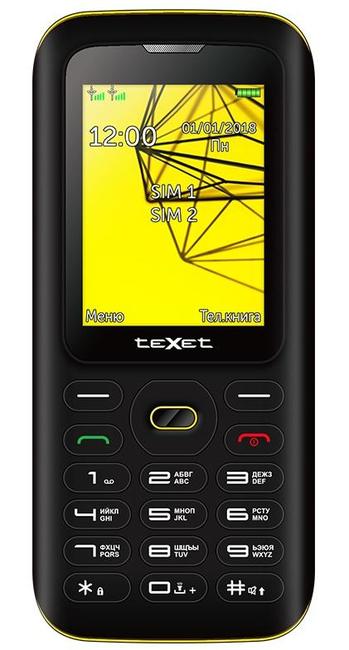 12:00
01/01/2018
Пн
SIM 1
SIM 2
Меню Тел.книга
teXet
1 2 АБВГ ABC 3 ДЕЖЗ DEF
4 ИЙКЛ GHI 5 МНОП JKL 6 РСТУ MNO
7 ФХЦЧ PQRS 8 ШЩЪЫ TUV 9 ЬЭЮЯ WXYZ
* 0 + #